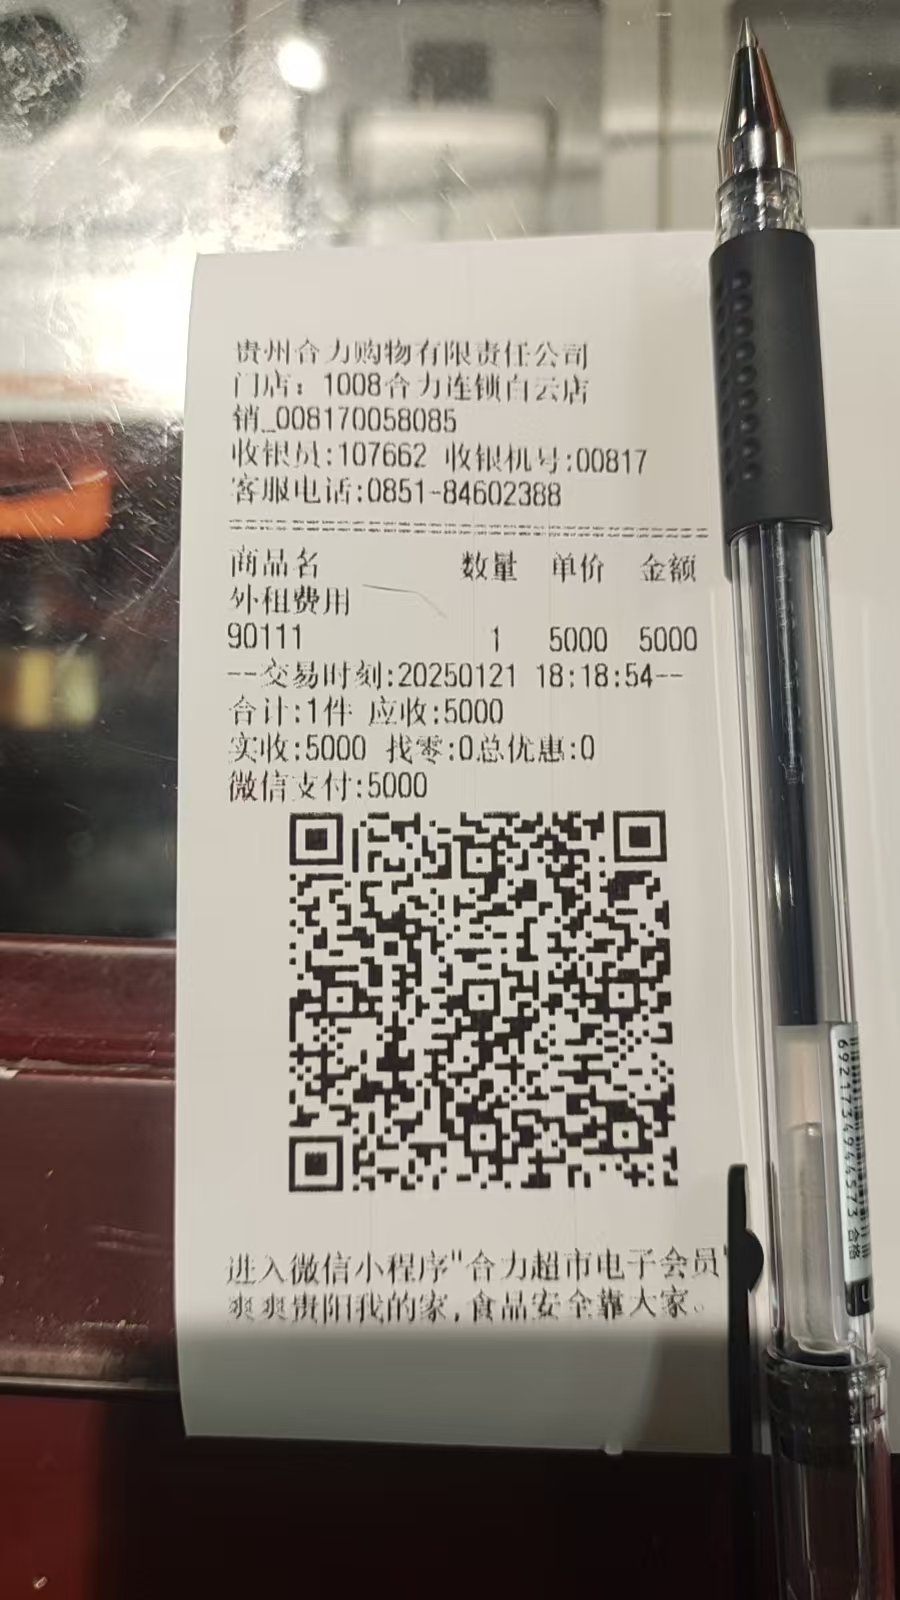 贵州合力购物有限责任公司
门店：1008合力连锁白云店
销_008170058085
收银员:107662 收银机号:00817
客服电话:0851-84602388
商品名 数量 单价 金额
外租费用
90111 1 5000 5000
--交易时刻:20250121 18:18:54--
合计:1件 应收:5000
实收:5000 找零:0总优惠:0
微信支付:5000
进入微信小程序"合力超市电子会员"
爽爽贵阳我的家,食品安全靠大家。
6921734944573 合格